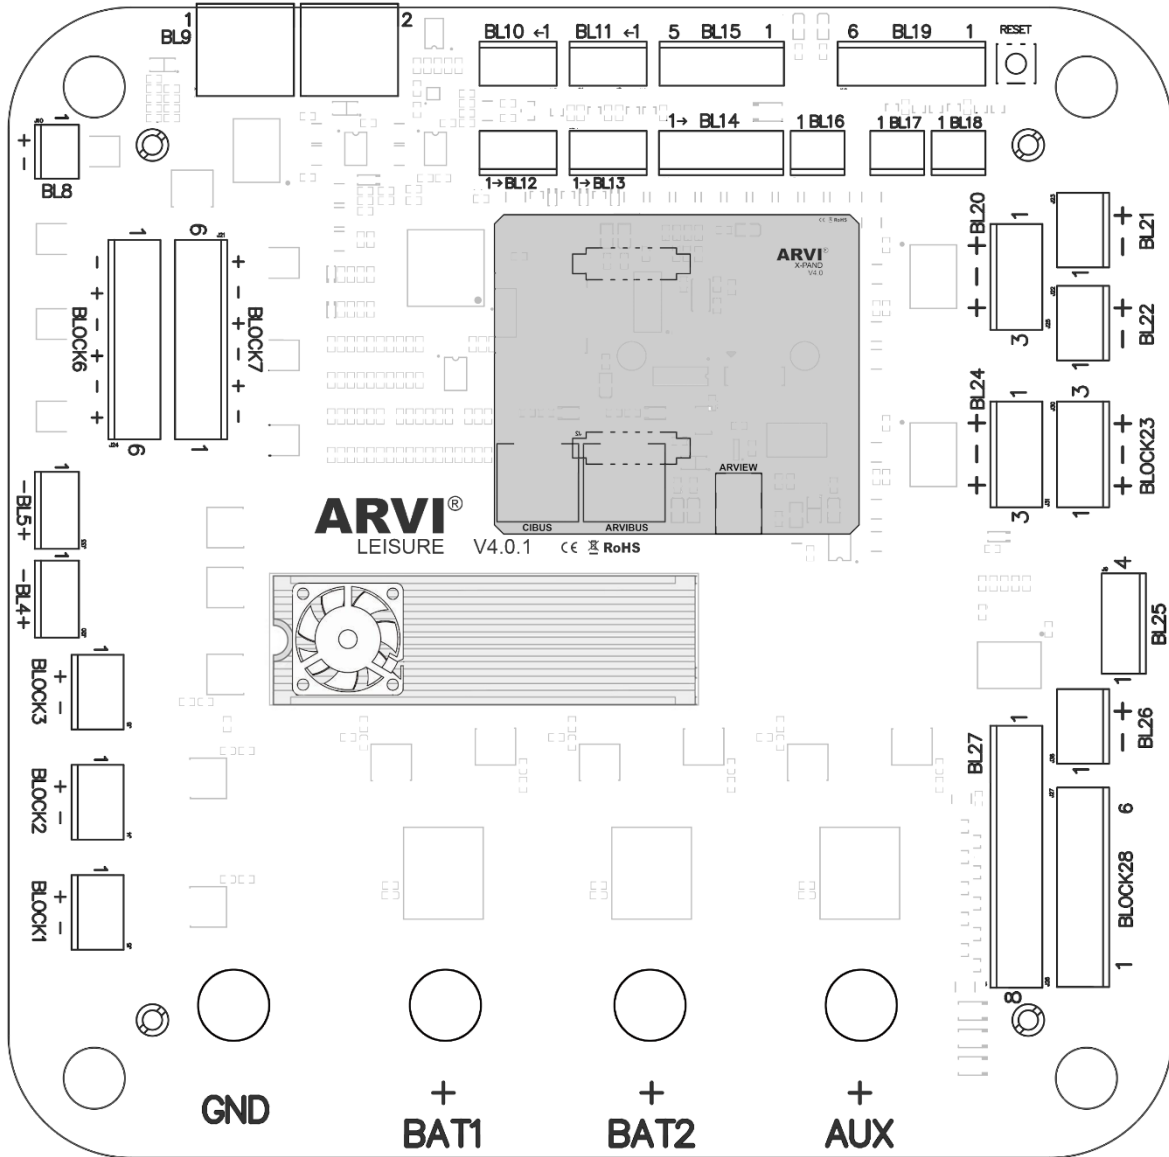 1
BL9
2
BL10 ←1
BL11 ←1
5 BL15 1
6 BL19 1
RESET
1
+ -
BL8
1→ BL14
1 BL16
1 BL17
1 BL18
1→BL12
1→BL13
ARVI®
X-PAND
V4.0
CE RoHS
BL20
1
+ - +
3
+ -
BL21
1
+ -
BL22
1
1
- + - + - +
BLOCK6
6
6
+ - + - + -
BLOCK7
1
BL24
1
+ - +
3
3
+ - +
BLOCK23
1
1
-BL5+
1
-BL4+
ARVIEW
CIBUS
ARVIBUS
ARVI®
LEISURE V4.0.1 CE RoHS
4
BL25
1
1
+ -
BLOCK3
1
+ -
BLOCK2
1
+ -
BLOCK1
+ -
BL26
1
BL27
1
8
6
BLOCK28
1
GND
+
BAT1
+
BAT2
+
AUX